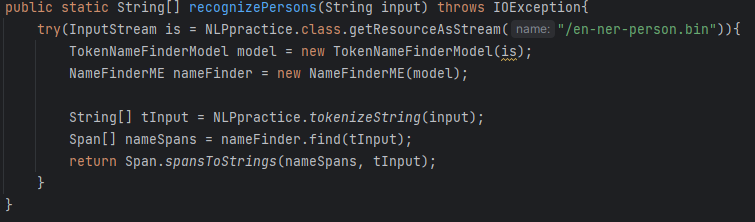 public static String[] recognizePersons(String input) throws IOException{
    try(InputStream is = NLPpractice.class.getResourceAsStream( name: "/en-ner-person.bin")){
        TokenNameFinderModel model = new TokenNameFinderModel(is);
        NameFinderME nameFinder = new NameFinderME(model);

        String[] tInput = NLPpractice.tokenizeString(input);
        Span[] nameSpans = nameFinder.find(tInput);
        return Span.spansToStrings(nameSpans, tInput);
    }
}